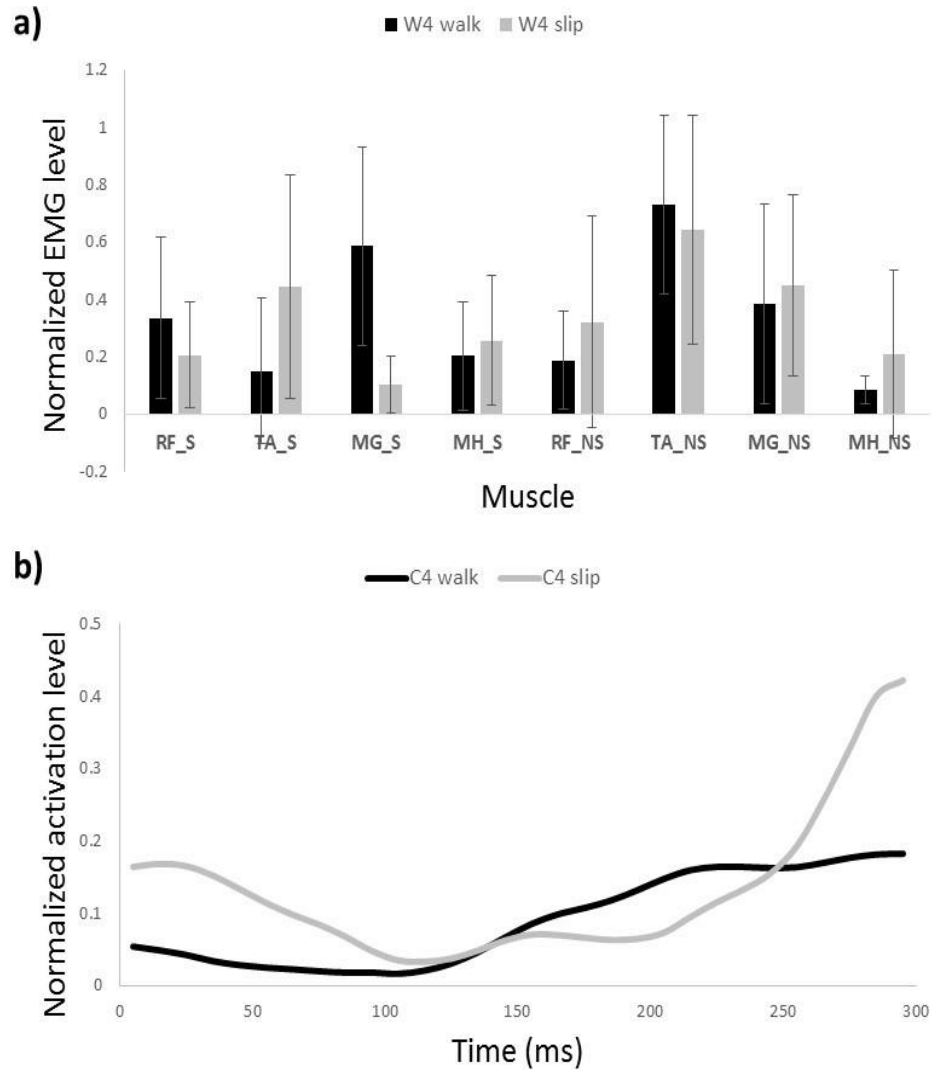 a)
W4 walk W4 slip
1.2
1
0.8
0.6
0.4
0.2
0
-0.2
Normalized EMG level
RF_S TA_S MG_S MH_S RF_NS TA_NS MG_NS MH_NS
Muscle
b)
C4 walk C4 slip
0.5
0.4
0.3
0.2
0.1
0
Normalized activation level
0 50 100 150 200 250 300
Time (ms)